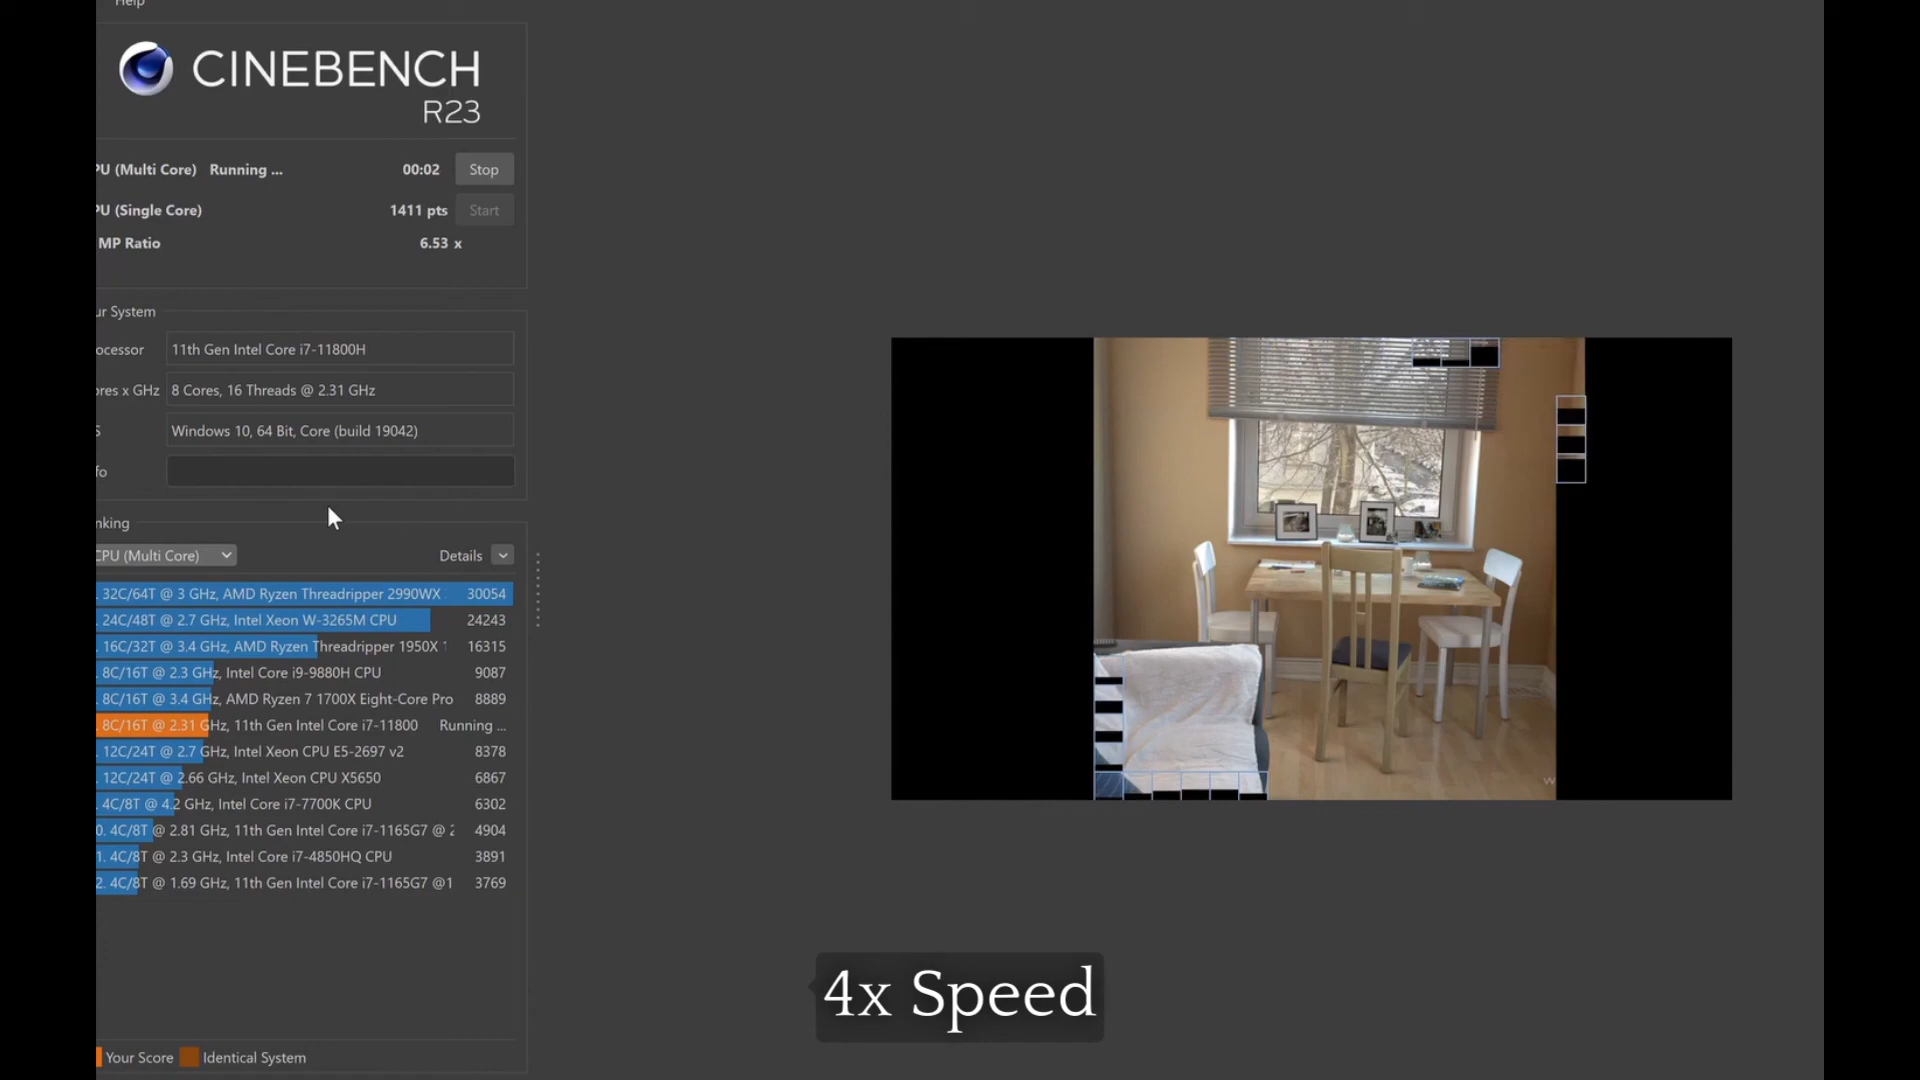 Help
CINEBENCH
R23
PU (Multi Core) Running ... 00:02 Stop
PU (Single Core) 1411 pts Start
MP Ratio 6.53 x
ur System
ocessor 11th Gen Intel Core i7-11800H
ores x GHz 8 Cores, 16 Threads @ 2.31 GHz
S Windows 10, 64 Bit, Core (build 19042)
fo
nking
CPU (Multi Core) Details
. 32C/64T @ 3 GHz, AMD Ryzen Threadripper 2990WX 30054
. 24C/48T @ 2.7 GHz, Intel Xeon W-3265M CPU 24243
. 16C/32T @ 3.4 GHz, AMD Ryzen Threadripper 1950X 1 16315
. 8C/16T @ 2.3 GHz, Intel Core i9-9880H CPU 9087
. 8C/16T @ 3.4 GHz, AMD Ryzen 7 1700X Eight-Core Pro 8889
. 8C/16T @ 2.31 GHz, 11th Gen Intel Core i7-11800 Running ...
. 12C/24T @ 2.7 GHz, Intel Xeon CPU E5-2697 v2 8378
. 12C/24T @ 2.66 GHz, Intel Xeon CPU X5650 6867
. 4C/8T @ 4.2 GHz, Intel Core i7-7700K CPU 6302
0. 4C/8T @ 2.81 GHz, 11th Gen Intel Core i7-1165G7 @ 2 4904
1. 4C/8T @ 2.3 GHz, Intel Core i7-4850HQ CPU 3891
2. 4C/8T @ 1.69 GHz, 11th Gen Intel Core i7-1165G7 @1 3769
4x Speed
Your Score Identical System